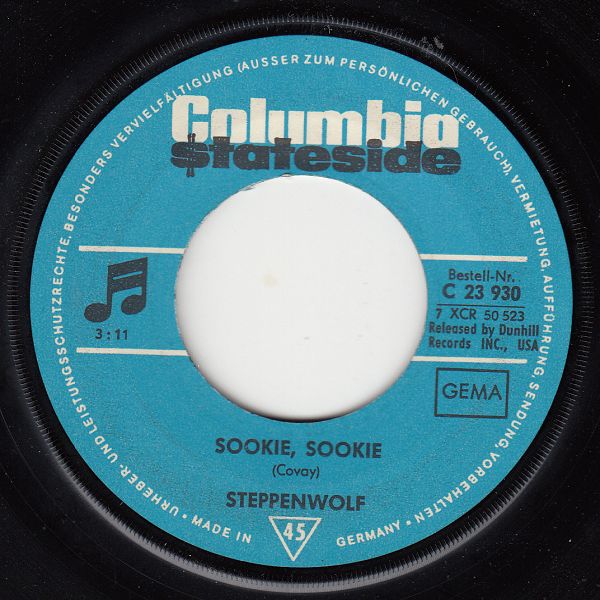 URHEBER- UND LEISTUNGSSCHUTZRECHTE, BESONDERS VERVIELFÄLTIGUNG (AUSSER ZUM PERSÖNLICHEN GEBRAUCH), VERMIETUNG, AUFFÜHRUNG, SENDUNG, VORBEHALTEN
Columbia
$tateside
3:11
Bestell-Nr.
C 23 930
7 XCR 50 523
Released by Dunhill
Records INC., USA
GEMA
SOOKIE, SOOKIE
(Covay)
STEPPENWOLF
• MADE IN
45
GERMANY •